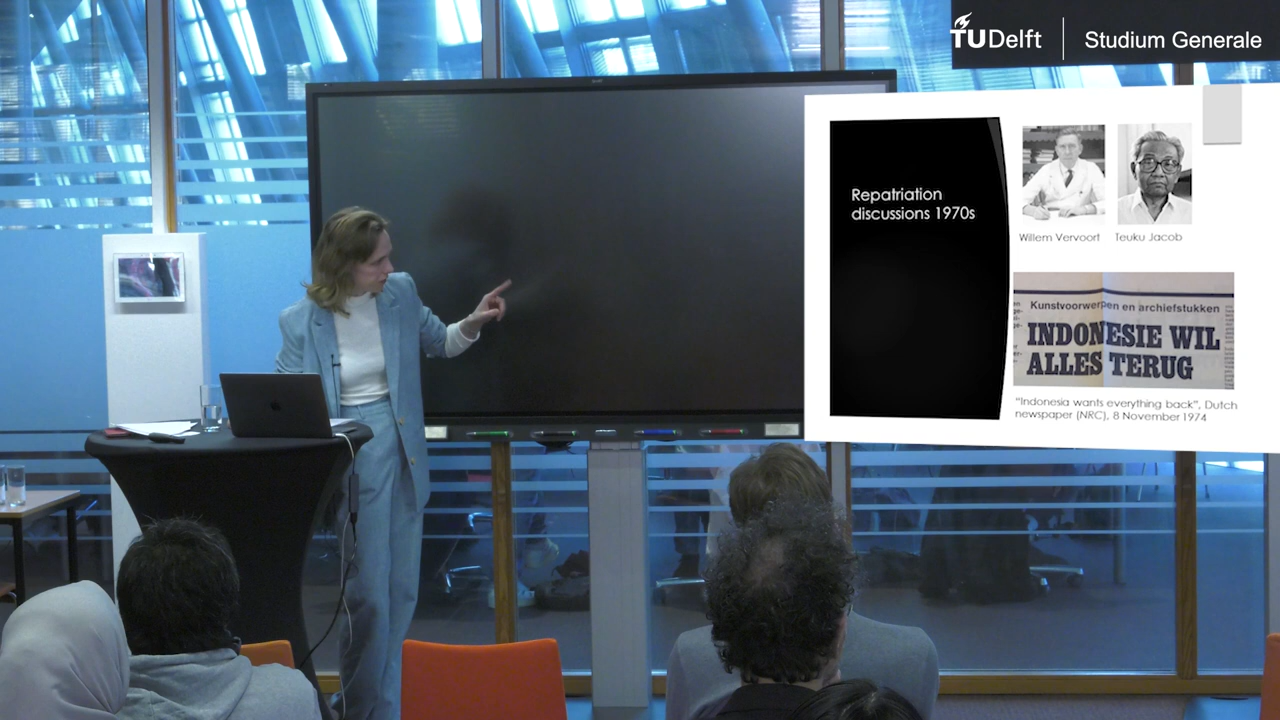 TUDelft
Studium Generale
Repatriation
discussions 1970s
Willem Vervoort
Teuku Jacob
Kunstvoorwerpen en archiefstukken
INDONESIE WIL
ALLES TERUG
"Indonesia wants everything back", Dutch
newspaper (NRC), 8 November 1974